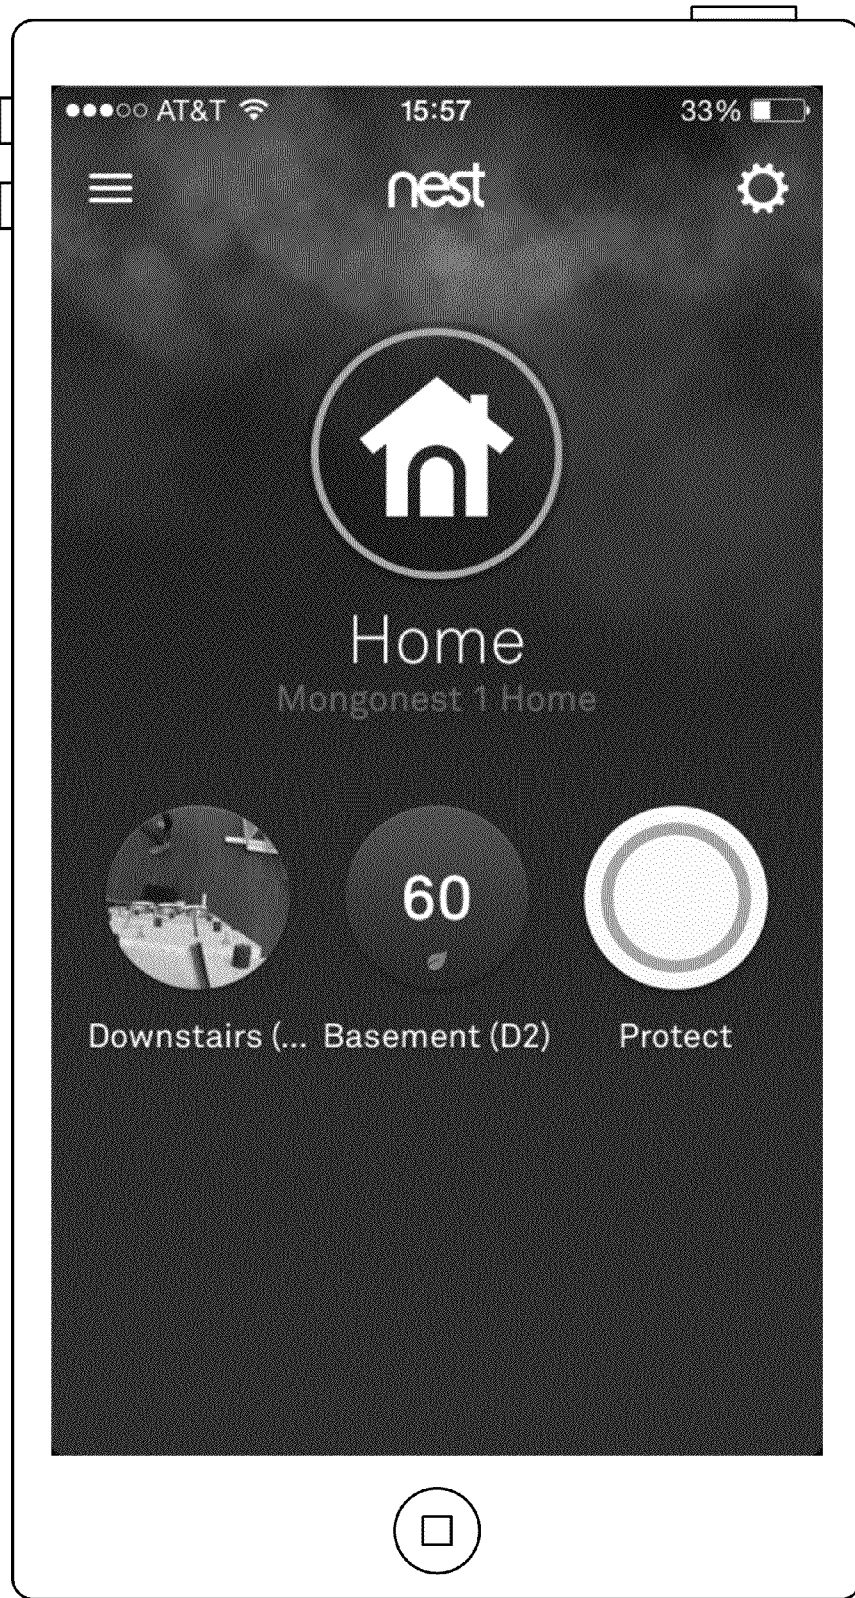 AT&T 15:57 33%
nest
Home
Mongonest 1 Home
60
Downstairs (... Basement (D2) Protect